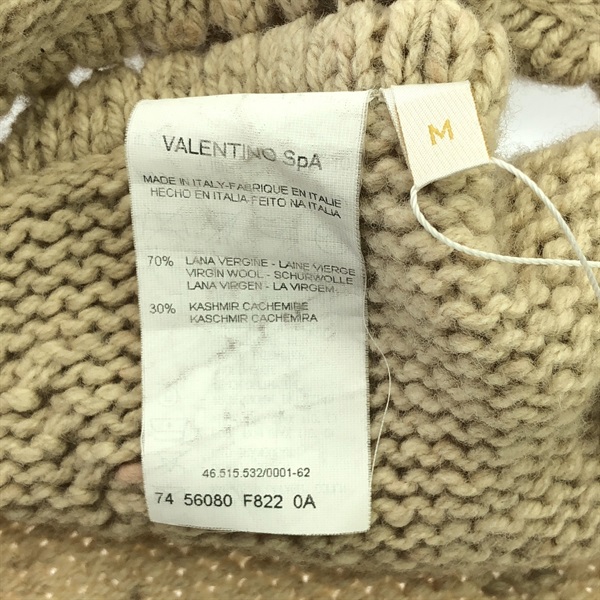 VALENTINO SpA
MADE IN ITALY-FABRIQUE EN ITALIE
HECHO EN ITALIA-FEITO NA ITALIA
70% LANA VERGINE - LAINE VIERGE
VIRGIN WOOL - SCHURWOLLE
LANA VIRGEN - LA VIRGEM
30% KASHMIR CACHEMIRE
KASCHMIR CACHEMIRA
46.515.532/0001-62
74 56080 F822 0A
M